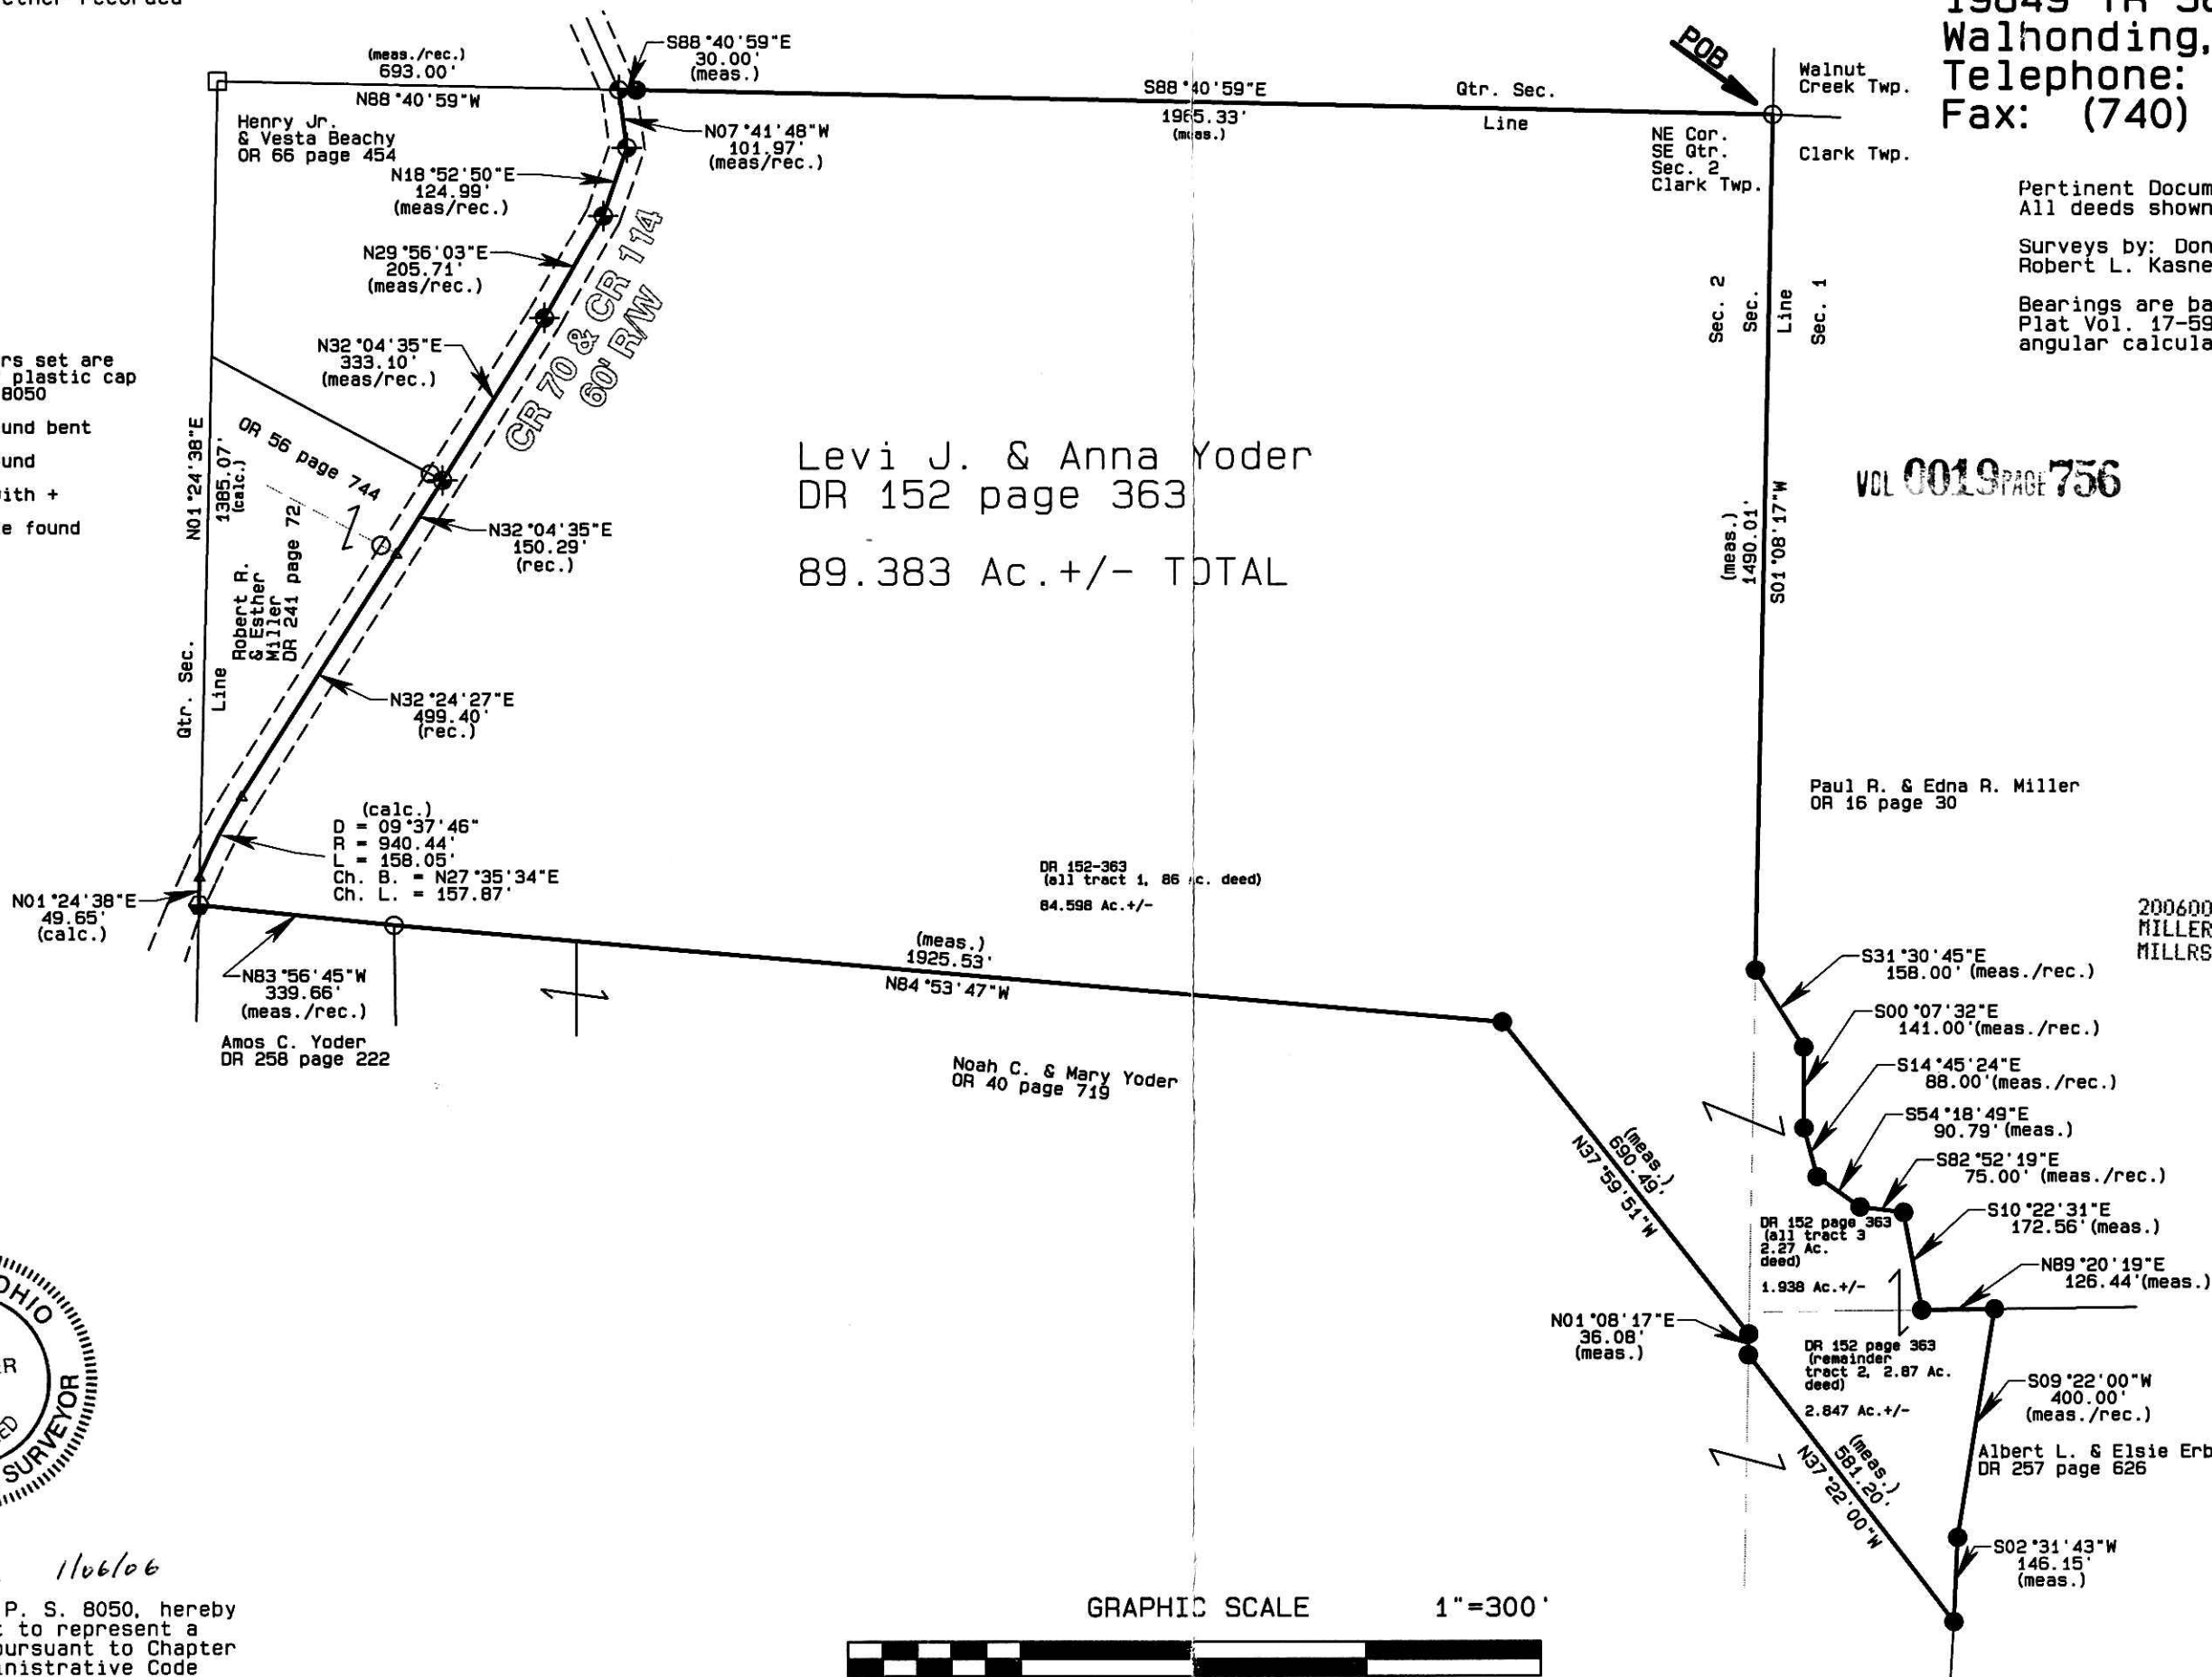 ether recorded
19849 TR
Walhonding,
Telephone:
Fax: (740)
(meas./rec.)
693.00'
N88°40'59"W
S88°40'59"E
30.00'
(meas.)
S88°40'59"E
1965.33'
(meas.)
Qtr. Sec.
Line
POB
Walnut
Creek Twp.
Clark Twp.
NE Cor.
SE Qtr.
Sec. 2
Clark Twp.
Henry Jr.
& Vesta Beachy
OR 66 page 454
N07°41'48"W
101.97'
(meas/rec.)
N18°52'50"E
124.99'
(meas/rec.)
N29°56'03"E
205.71'
(meas/rec.)
N32°04'35"E
333.10'
(meas/rec.)
CR 70 & CR 114
60' R/W
Pertinent Docum
All deeds shown
Surveys by: Don
Robert L. Kasne
Bearings are ba
Plat Vol. 17-59
angular calcula
Sec. 2
Sec.
Line
Sec. 1
rs set are
plastic cap
8050
und bent
und
ith +
e found
N01°24'38"E
1385.07'
(calc.)
OR 56 page 744
Robert R.
& Esther
Miller
DR 241 page 72
Qtr. Sec.
Line
N32°04'35"E
150.29'
(rec.)
Levi J. & Anna Yoder
DR 152 page 363
89.383 Ac.+/- TOTAL
(meas.)
1490.01'
S01°08'17"W
VOL 0019 PAGE 756
N32°24'27"E
499.40'
(rec.)
Paul R. & Edna R. Miller
OR 16 page 30
(calc.)
D = 09°37'46"
R = 940.44'
L = 158.05'
Ch. B. = N27°35'34"E
Ch. L. = 157.87'
N01°24'38"E
49.65'
(calc.)
DR 152-363
(all tract 1, 86 Ac. deed)
84.598 Ac.+/-
200600
MILLER
MILLRS
N83°56'45"W
339.66'
(meas./rec.)
(meas.)
1925.53'
N84°53'47"W
Amos C. Yoder
DR 258 page 222
Noah C. & Mary Yoder
OR 40 page 719
S31°30'45"E
158.00' (meas./rec.)
S00°07'32"E
141.00'(meas./rec.)
S14°45'24"E
88.00'(meas./rec.)
S54°18'49"E
90.79' (meas.)
S82°52'19"E
75.00' (meas./rec.)
S10°22'31"E
172.56'(meas.)
N89°20'19"E
126.44'(meas.)
(meas.)
690.49'
N37°59'51"W
DR 152 page 363
(all tract 3
2.27 Ac.
deed)
1.938 Ac.+/-
N01°08'17"E
36.08'
(meas.)
DR 152 page 363
(remainder
tract 2, 2.87 Ac.
deed)
2.847 Ac.+/-
S09°22'00"W
400.00'
(meas./rec.)
Albert L. & Elsie Erb
DR 257 page 626
(meas.)
581.20'
N37°22'00"W
S02°31'43"W
146.15'
(meas.)
OHIO
ER
ED
SURVEYOR
1/06/06
P. S. 8050, hereby
t to represent a
pursuant to Chapter
inistrative Code
GRAPHIC SCALE 1"=300'